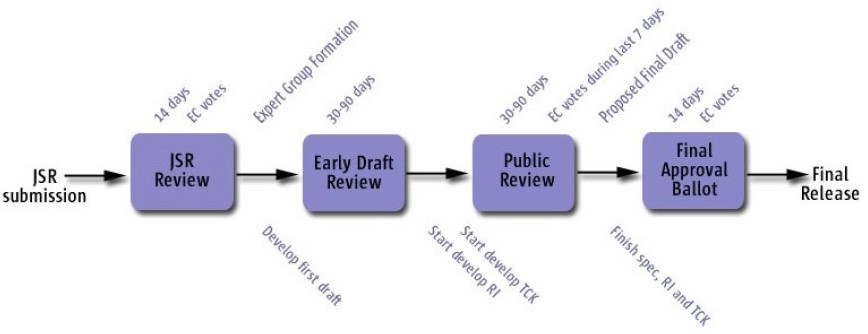 14 days
EC votes
Expert Group Formation
30-90 days
30-90 days
EC votes during last 7 days
Proposed Final Draft
14 days
EC votes
JSR
submission
JSR
Review
Early Draft
Review
Public
Review
Final
Approval
Ballot
Final
Release
Develop first draft
Start develop RI
Start develop TCK
Finish spec, RI and TCK